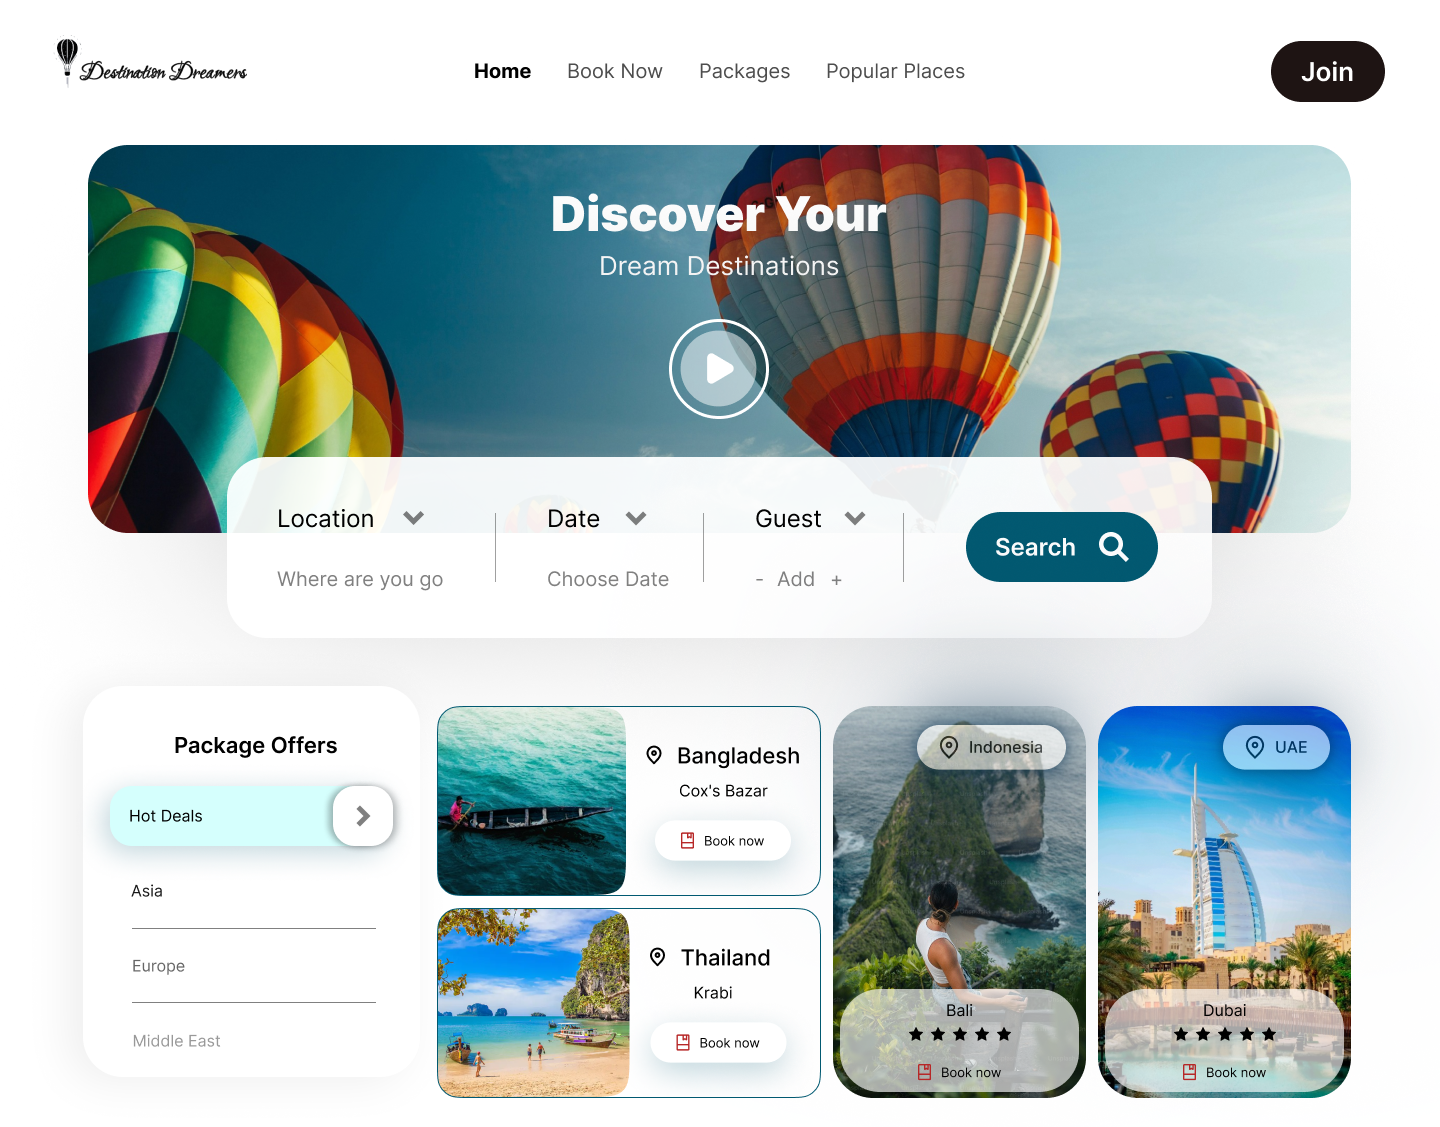 Destination Dreamers
Home
Book Now
Packages
Popular Places
Join
Discover Your
Dream Destinations
Location
Date
Guest
Search
Where are you go
Choose Date
- Add +
Package Offers
Hot Deals
Asia
Europe
Middle East
Bangladesh
Cox's Bazar
Book now
Thailand
Krabi
Book now
Indonesia
Bali
Book now
UAE
Dubai
Book now